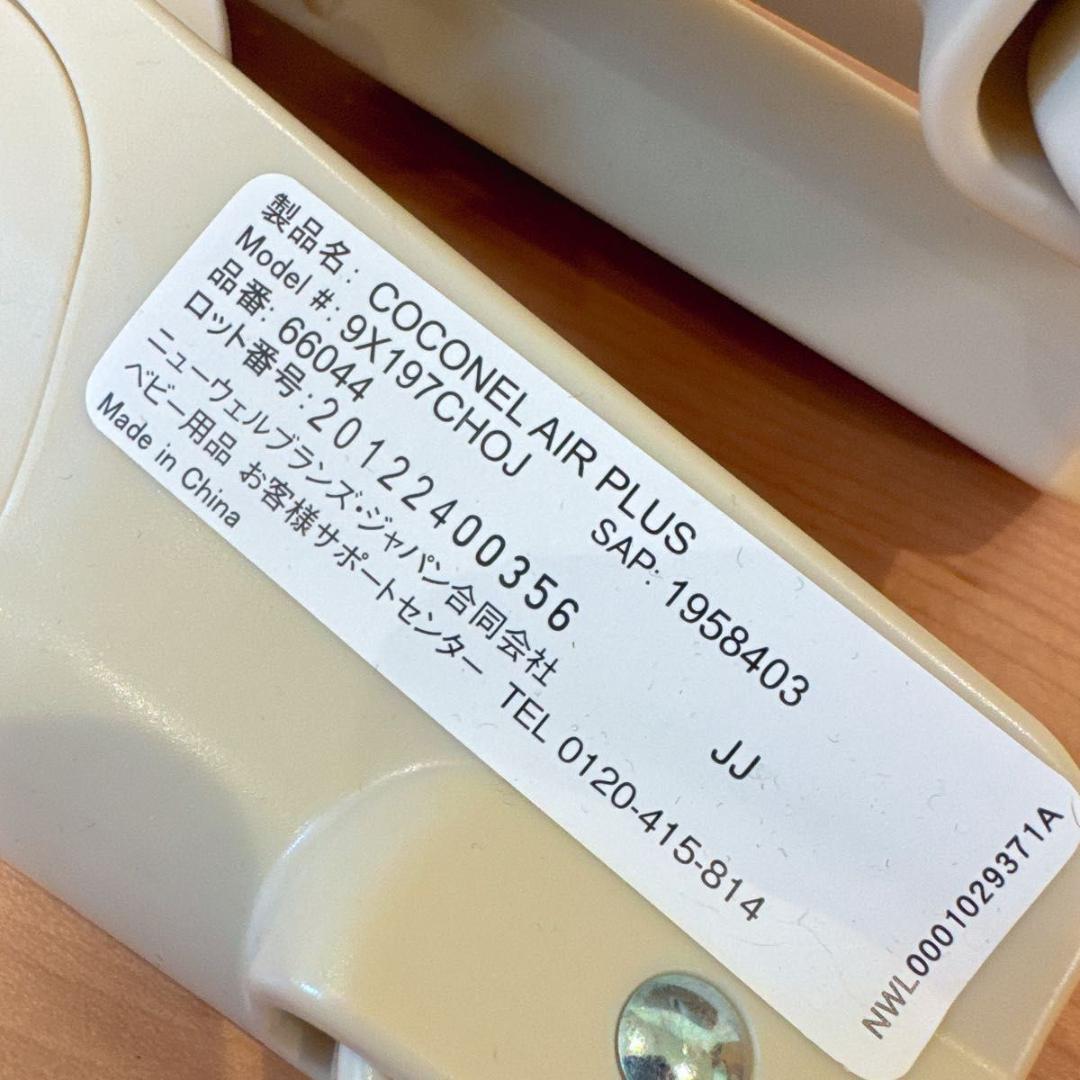 製品名: COCONEL AIR PLUS
Model #: 9X197CHOJ SAP: 1958403
品番: 66044
ロット番号: 2012240​0356 JJ
ニューウェルブランズ・ジャパン合同会社
ベビー用品 お客様サポートセンター TEL 0120-415-814
Made in China
NWL0001029371A